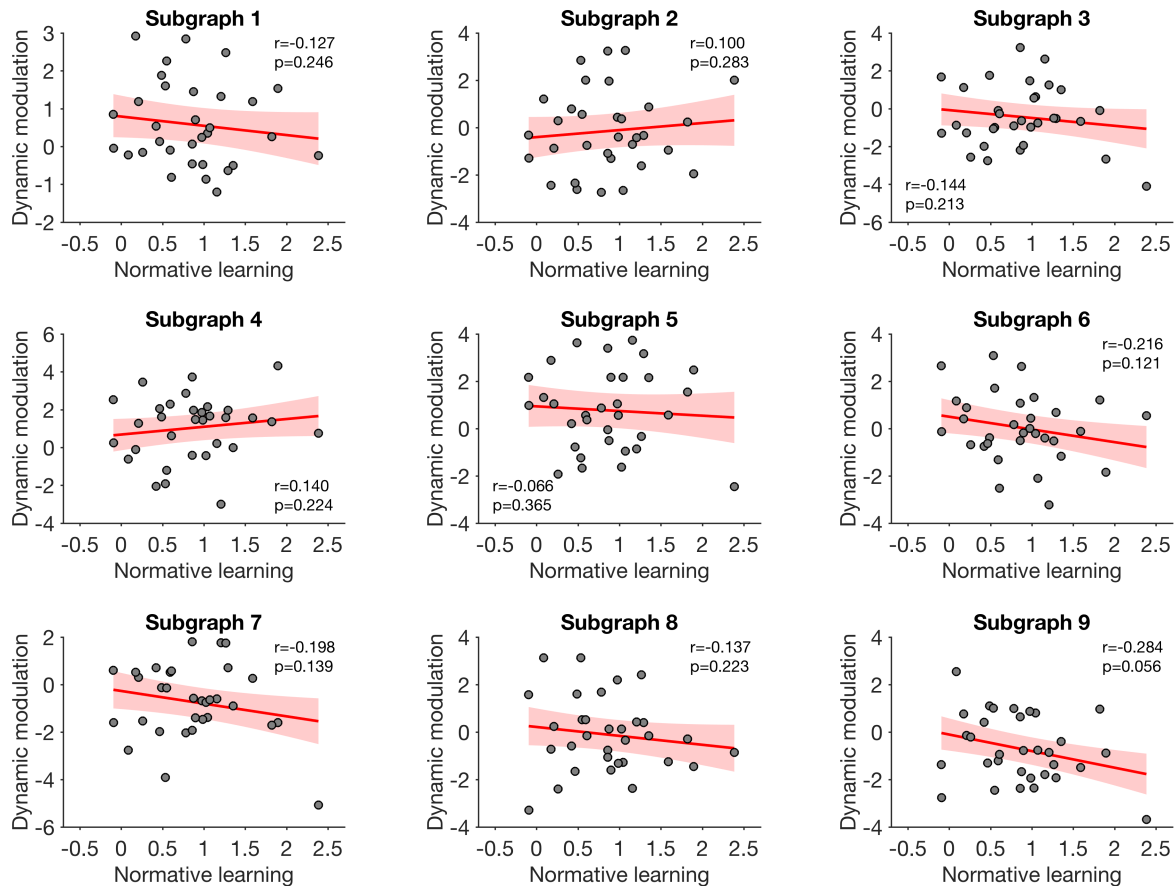 Subgraph 1
Dynamic modulation
3
2
1
0
-1
-2
r=-0.127
p=0.246
-0.5 0 0.5 1 1.5 2 2.5
Normative learning
Subgraph 2
Dynamic modulation
4
2
0
-2
-4
r=0.100
p=0.283
-0.5 0 0.5 1 1.5 2 2.5
Normative learning
Subgraph 3
Dynamic modulation
4
2
0
-2
-4
-6
r=-0.144
p=0.213
-0.5 0 0.5 1 1.5 2 2.5
Normative learning
Subgraph 4
Dynamic modulation
6
4
2
0
-2
-4
r=0.140
p=0.224
-0.5 0 0.5 1 1.5 2 2.5
Normative learning
Subgraph 5
Dynamic modulation
4
2
0
-2
-4
r=-0.066
p=0.365
-0.5 0 0.5 1 1.5 2 2.5
Normative learning
Subgraph 6
Dynamic modulation
4
2
0
-2
-4
r=-0.216
p=0.121
-0.5 0 0.5 1 1.5 2 2.5
Normative learning
Subgraph 7
Dynamic modulation
2
0
-2
-4
-6
r=-0.198
p=0.139
-0.5 0 0.5 1 1.5 2 2.5
Normative learning
Subgraph 8
Dynamic modulation
4
2
0
-2
-4
r=-0.137
p=0.223
-0.5 0 0.5 1 1.5 2 2.5
Normative learning
Subgraph 9
Dynamic modulation
4
2
0
-2
-4
r=-0.284
p=0.056
-0.5 0 0.5 1 1.5 2 2.5
Normative learning